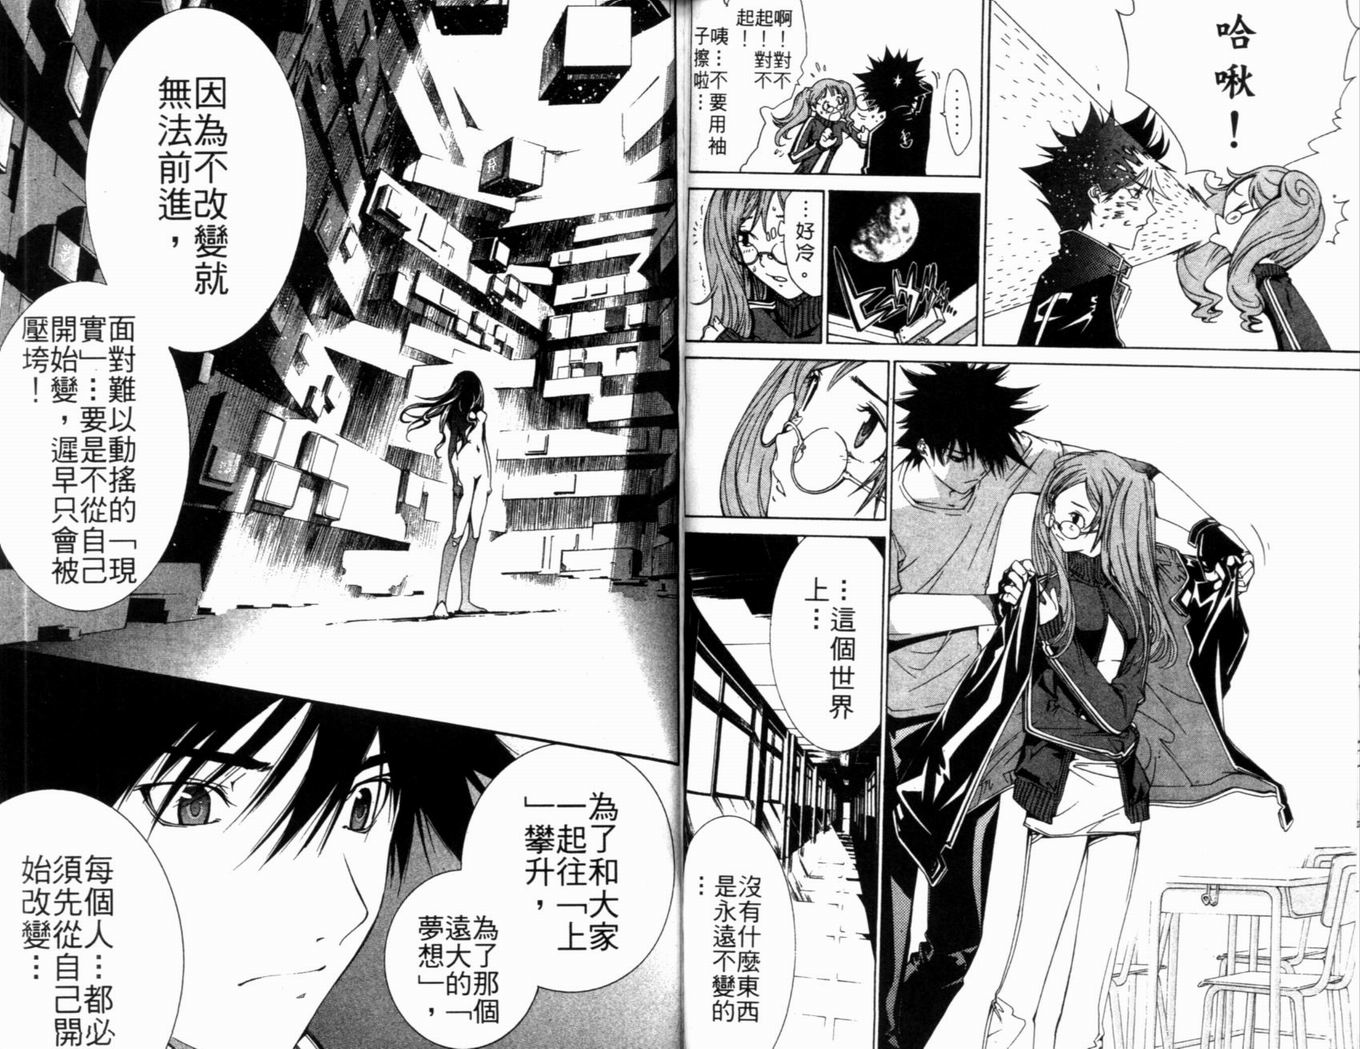 哈啾！
……
啊！對不
起！對不
起！
咦…不要用袖
子擦啦…
…好冷。
ヒュウウウ
…這個世界
上…
沒有什麼東西
是永遠不變的
…
因為不改變就
無法前進，
面對難以動搖的「現
實」…要是不從自己
開始變，遲早只會被
壓垮！
為了和大家
一起往「上
」攀升，
為了那個
遠大的「
夢想」，
每個人…都必
須先從自己開
始改變…